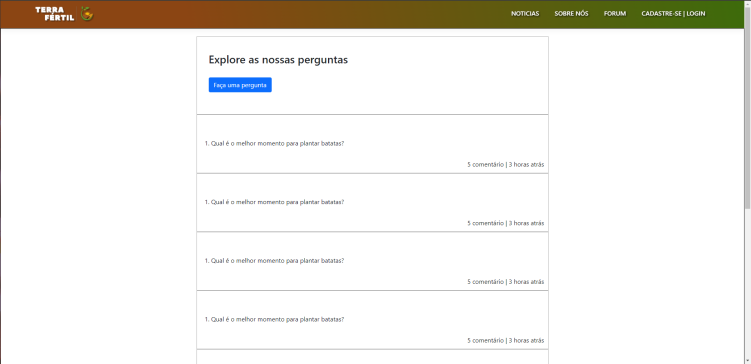 TERRA
FÉRTIL
NOTICIAS SOBRE NÓS FORUM CADASTRE-SE | LOGIN
Explore as nossas perguntas
Faça uma pergunta
1. Qual é o melhor momento para plantar batatas?
5 comentário | 3 horas atrás
1. Qual é o melhor momento para plantar batatas?
5 comentário | 3 horas atrás
1. Qual é o melhor momento para plantar batatas?
5 comentário | 3 horas atrás
1. Qual é o melhor momento para plantar batatas?
5 comentário | 3 horas atrás